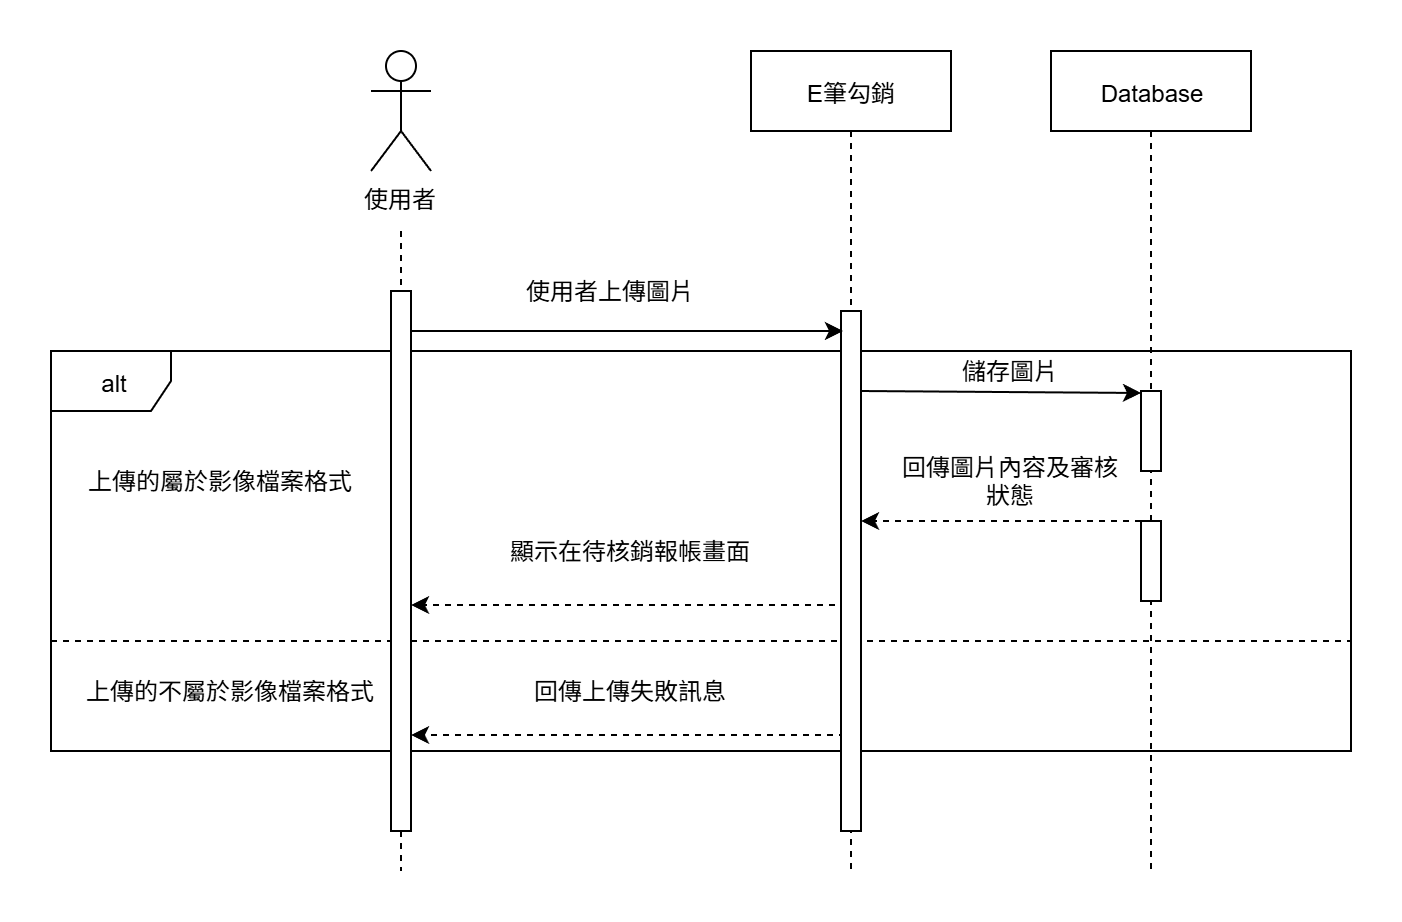 使用者
E筆勾銷
Database
使用者上傳圖片
alt
儲存圖片
上傳的屬於影像檔案格式
回傳圖片內容及審核
狀態
顯示在待核銷報帳畫面
上傳的不屬於影像檔案格式
回傳上傳失敗訊息